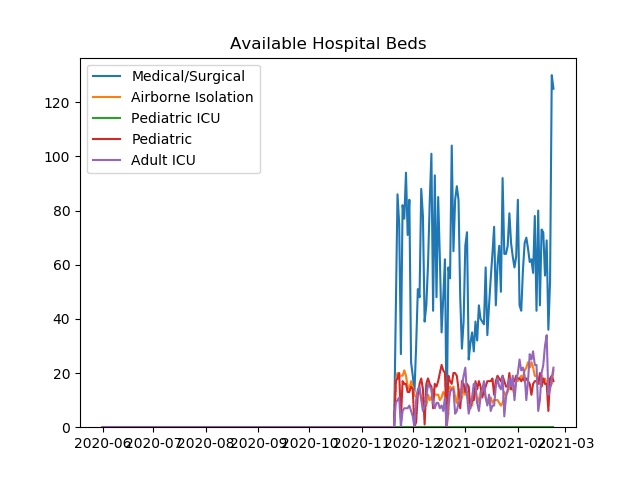 Available Hospital Beds
Medical/Surgical
Airborne Isolation
Pediatric ICU
Pediatric
Adult ICU
120
100
80
60
40
20
0
2020-06 2020-07 2020-08 2020-09 2020-10 2020-11 2020-12 2021-01 2021-02 2021-03